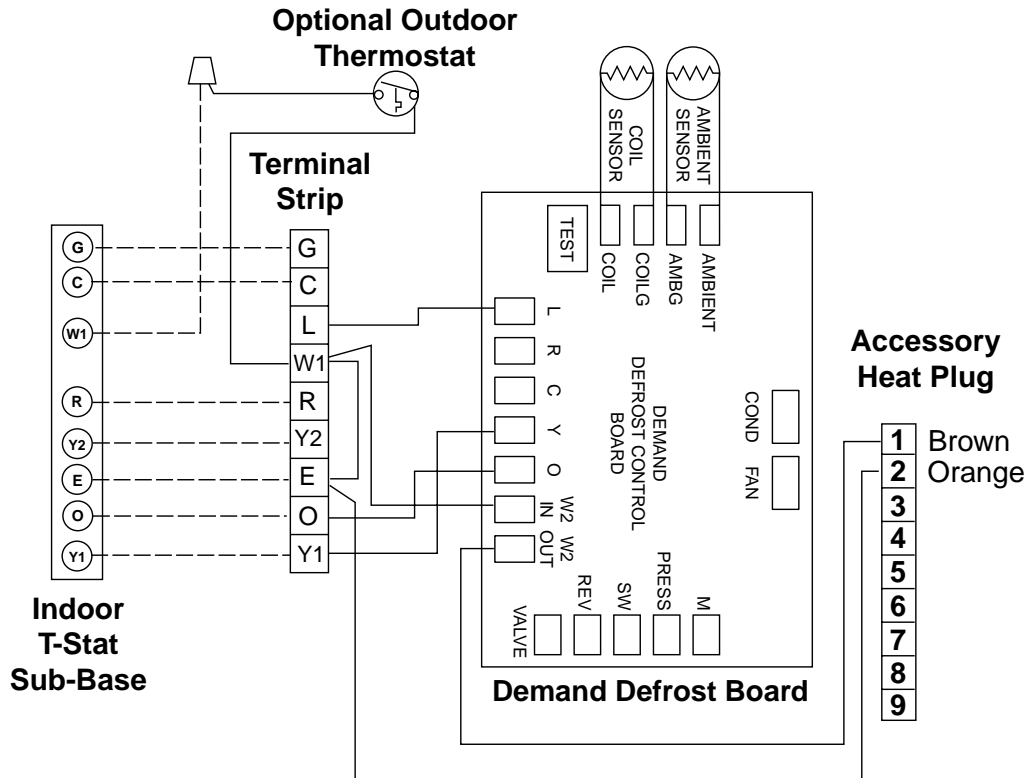 Optional Outdoor
Thermostat
Terminal
Strip
G
C
W1
R
Y2
E
O
Y1
Indoor
T-Stat
Sub-Base
G
C
L
W1
R
Y2
E
O
Y1
COIL
SENSOR
AMBIENT
SENSOR
TEST
COIL
COILG
AMBG
AMBIENT
L
R
C
Y
O
W2
IN
W2
OUT
DEMAND
DEFROST CONTROL
BOARD
COND
FAN
VALVE
REV
SW
PRESS
M
Demand Defrost Board
Accessory
Heat Plug
1 Brown
2 Orange
3
4
5
6
7
8
9